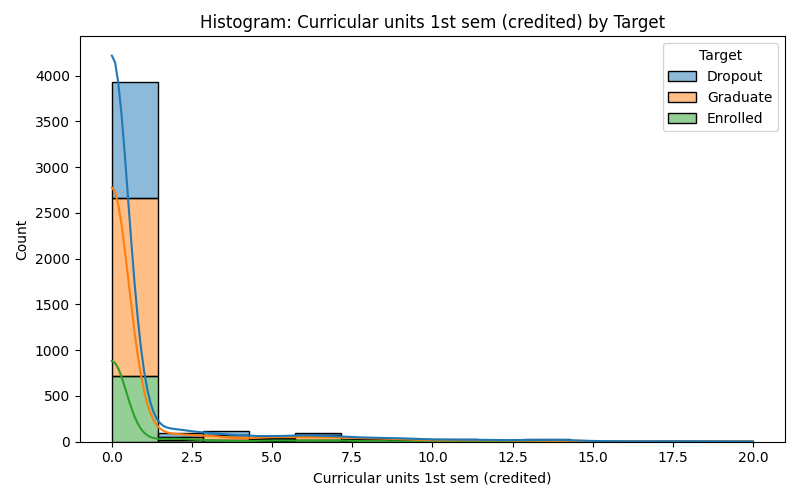 Histogram: Curricular units 1st sem (credited) by Target
Target
Dropout
Graduate
Enrolled
Count
4000
3500
3000
2500
2000
1500
1000
500
0
0.0 2.5 5.0 7.5 10.0 12.5 15.0 17.5 20.0
Curricular units 1st sem (credited)